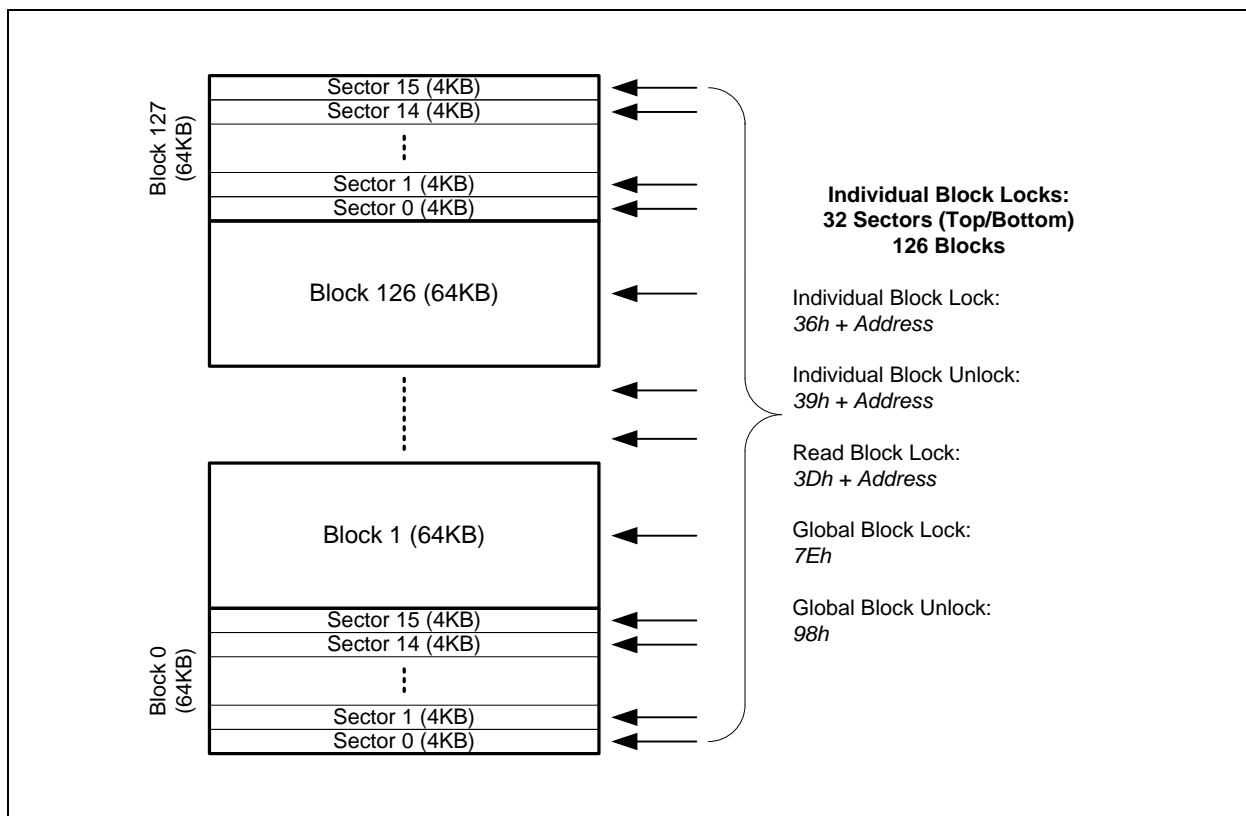 Block 127
(64KB)
Sector 15 (4KB)
Sector 14 (4KB)
Sector 1 (4KB)
Sector 0 (4KB)
Block 126 (64KB)
Block 1 (64KB)
Block 0
(64KB)
Sector 15 (4KB)
Sector 14 (4KB)
Sector 1 (4KB)
Sector 0 (4KB)
Individual Block Locks:
32 Sectors (Top/Bottom)
126 Blocks
Individual Block Lock:
36h + Address
Individual Block Unlock:
39h + Address
Read Block Lock:
3Dh + Address
Global Block Lock:
7Eh
Global Block Unlock:
98h